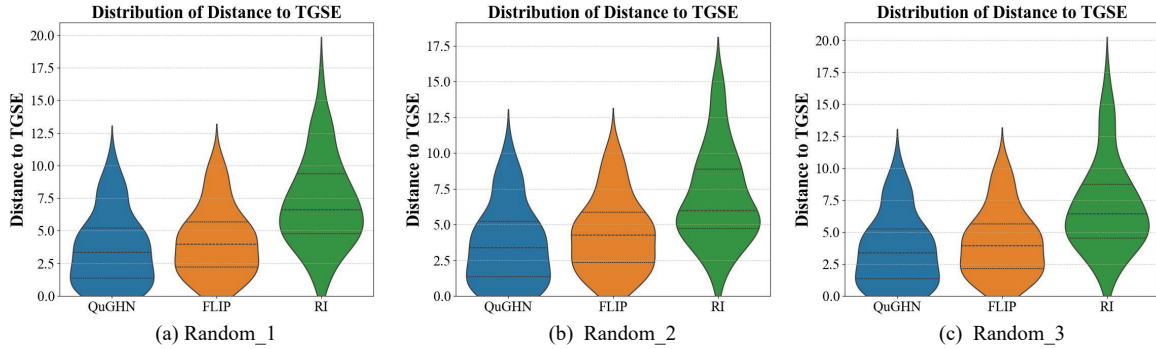 Distribution of Distance to TGSE
Distance to TGSE
20.0
17.5
15.0
12.5
10.0
7.5
5.0
2.5
0.0
QuGHN FLIP RI
(a) Random_1
Distribution of Distance to TGSE
Distance to TGSE
17.5
15.0
12.5
10.0
7.5
5.0
2.5
0.0
QuGHN FLIP RI
(b) Random_2
Distribution of Distance to TGSE
Distance to TGSE
20.0
17.5
15.0
12.5
10.0
7.5
5.0
2.5
0.0
QuGHN FLIP RI
(c) Random_3